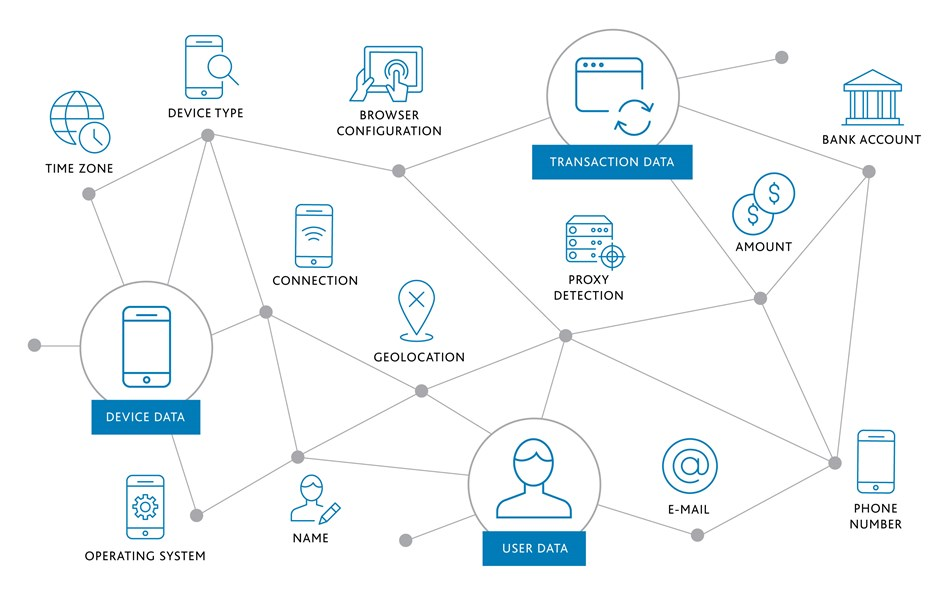 DEVICE TYPE
BROWSER
CONFIGURATION
BANK ACCOUNT
TIME ZONE
TRANSACTION DATA
AMOUNT
CONNECTION
PROXY
DETECTION
GEOLOCATION
DEVICE DATA
PHONE
NUMBER
E-MAIL
NAME
USER DATA
OPERATING SYSTEM
$
$
@